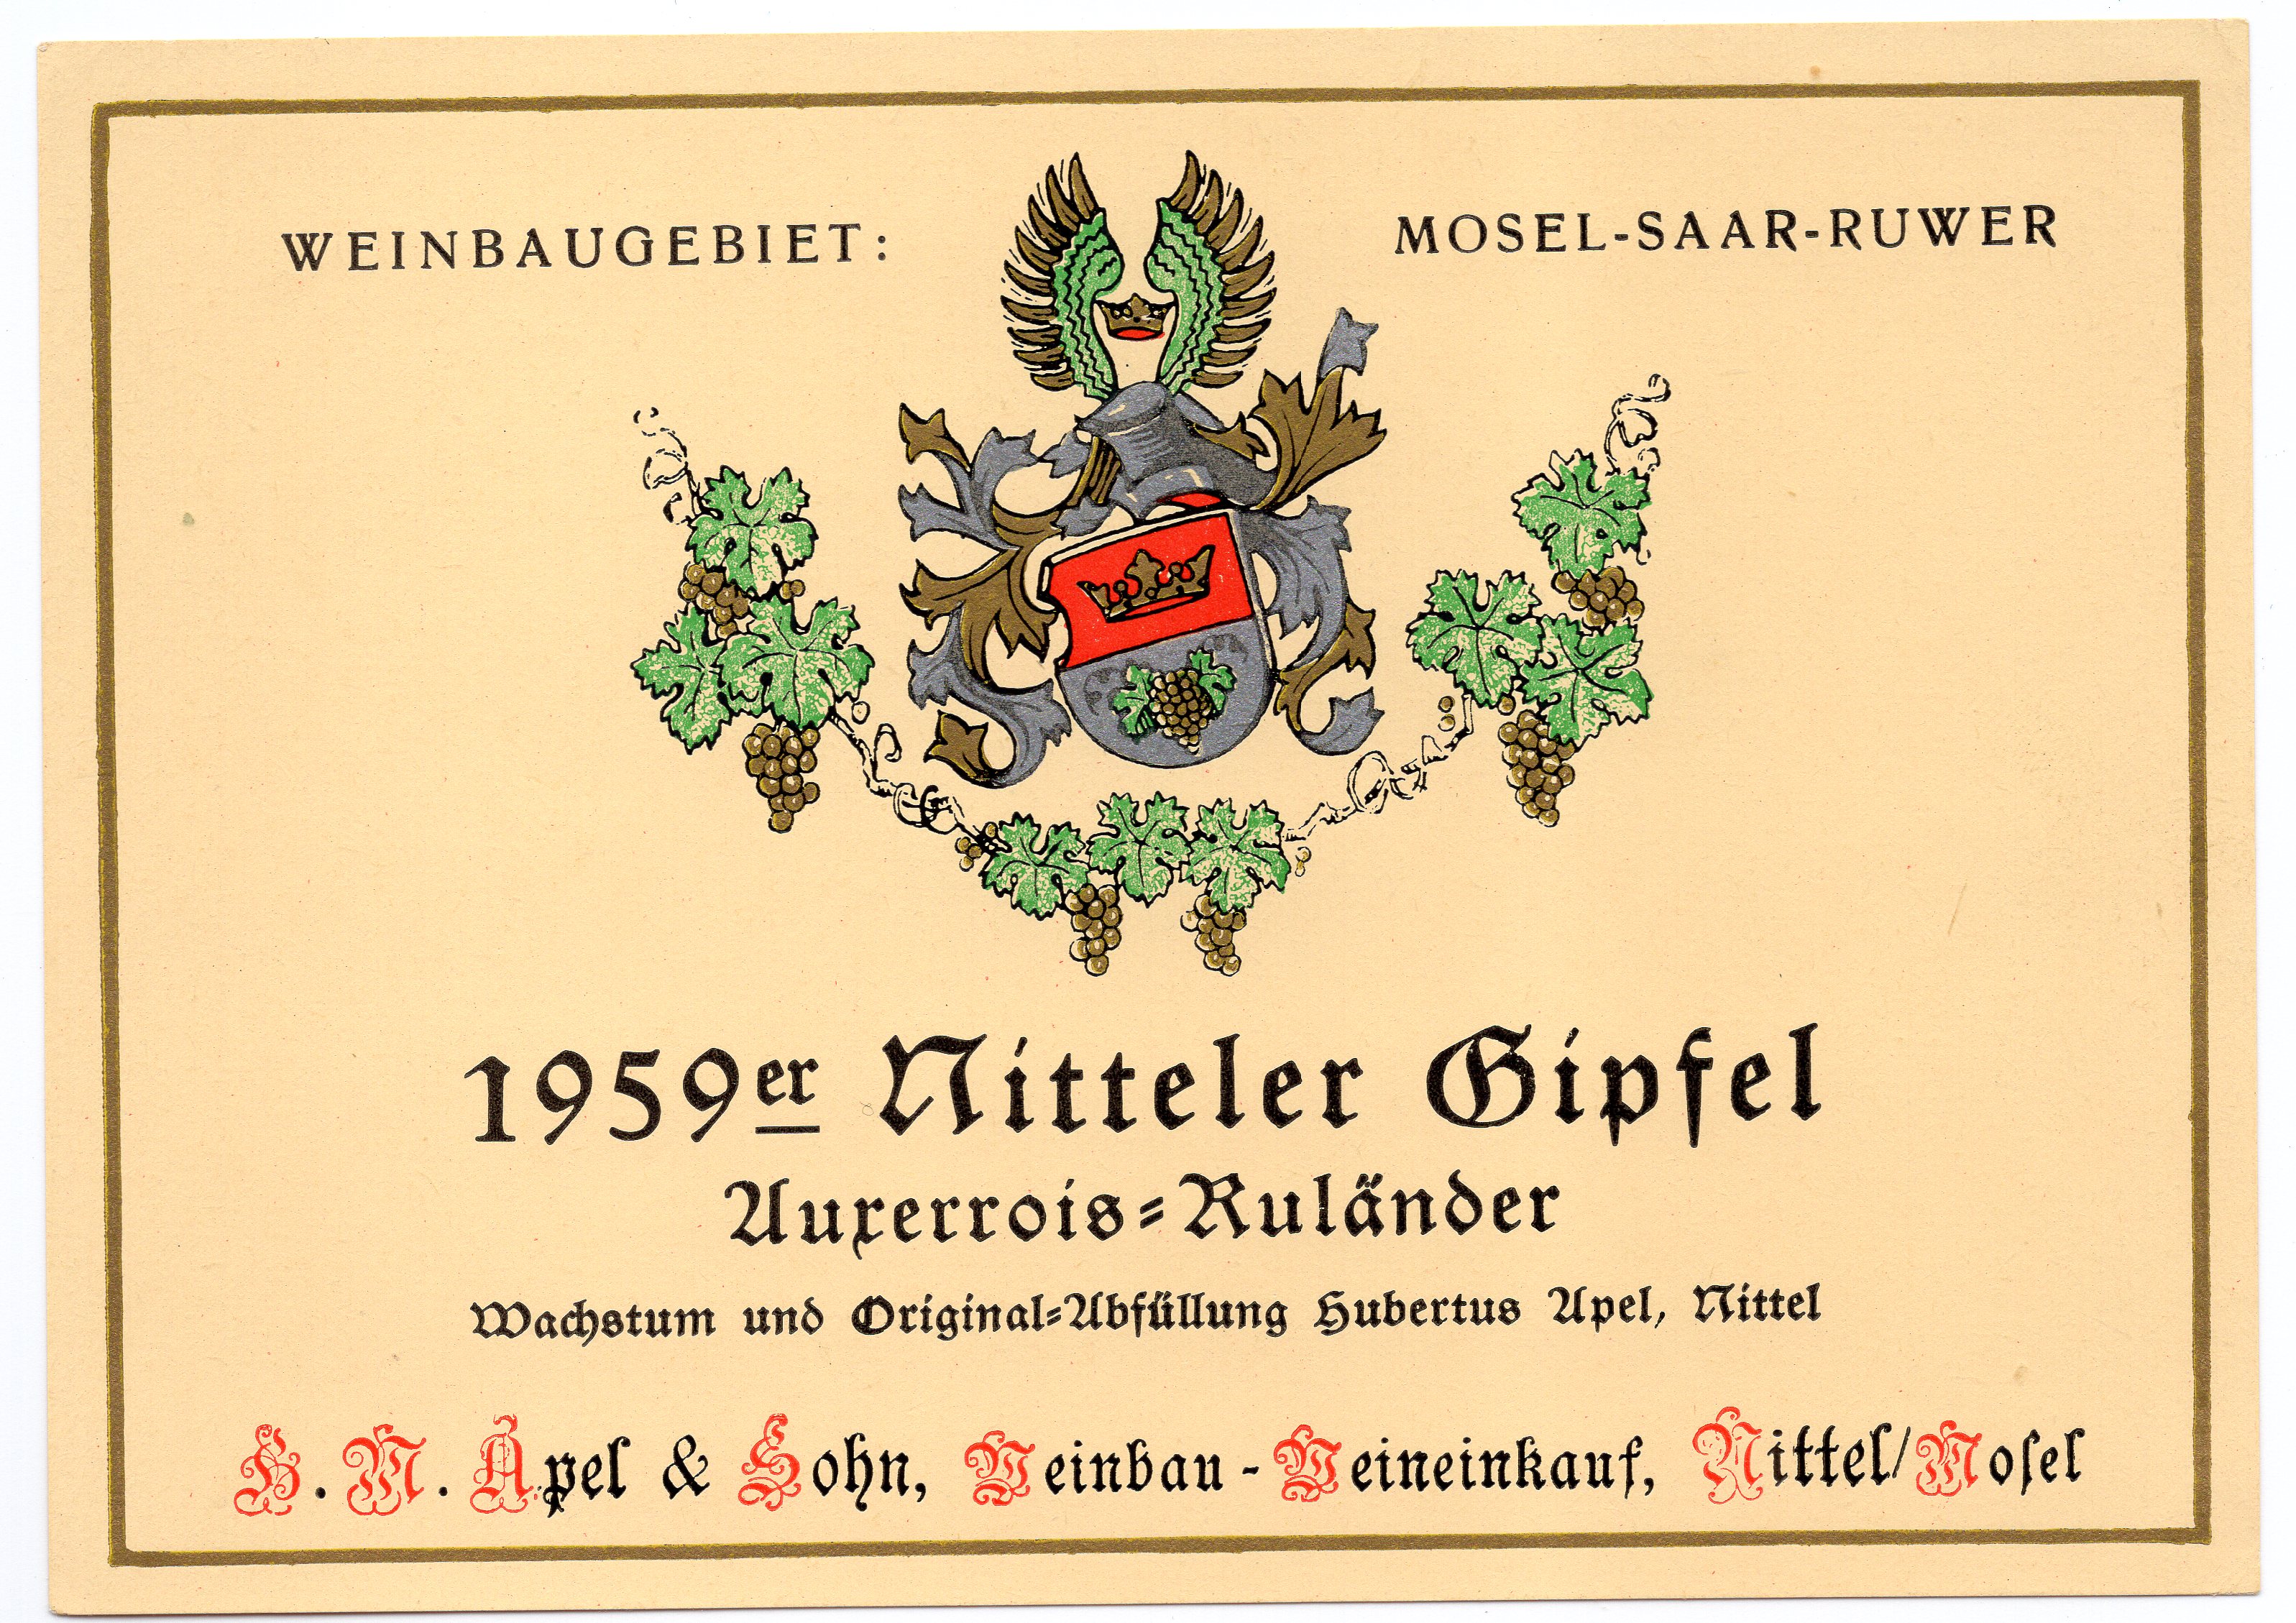 WEINBAUGEBIET: MOSEL-SAAR-RUWER
1959er Nitteler Gipfel
Auxerrois-Ruländer
Wachstum und Original-Abfüllung Hubertus Apel, Nittel
H. M. Apel & Sohn, Weinbau - Weineinkauf, Nittel/Mosel